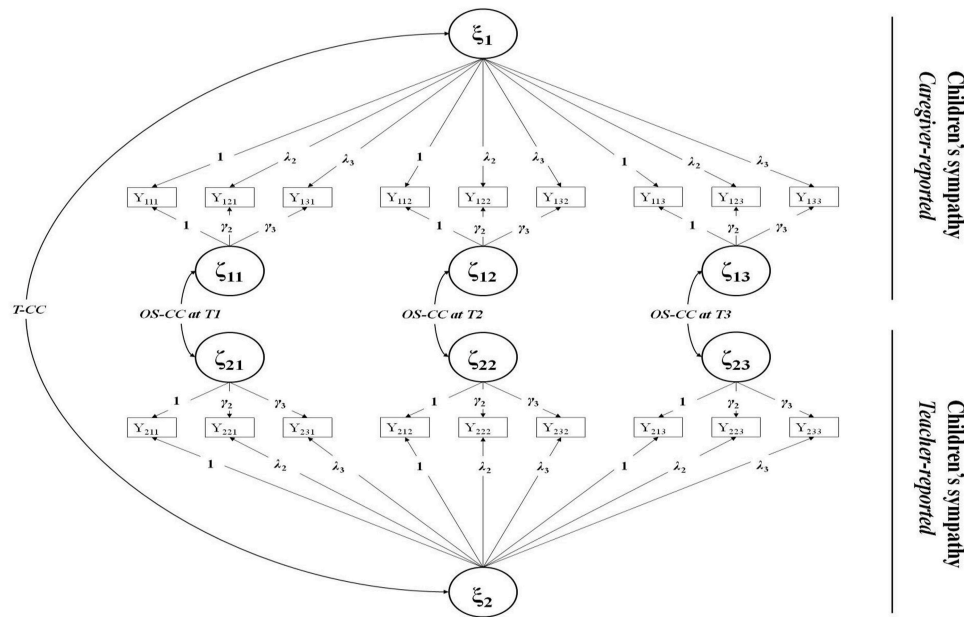 ξ1
1 λ2 λ3 1 λ2 λ3 1 λ2 λ3
Y111 Y121 Y131 Y112 Y122 Y132 Y113 Y123 Y133
1 γ2 γ3 1 γ2 γ3 1 γ2 γ3
ζ11 ζ12 ζ13
T-CC OS-CC at T1 OS-CC at T2 OS-CC at T3
ζ21 ζ22 ζ23
1 γ2 γ3 1 γ2 γ3 1 γ2 γ3
Y211 Y221 Y231 Y212 Y222 Y232 Y213 Y223 Y233
1 λ2 λ3 1 λ2 λ3 1 λ2 λ3
ξ2
Children's sympathy
Caregiver-reported
Children's sympathy
Teacher-reported